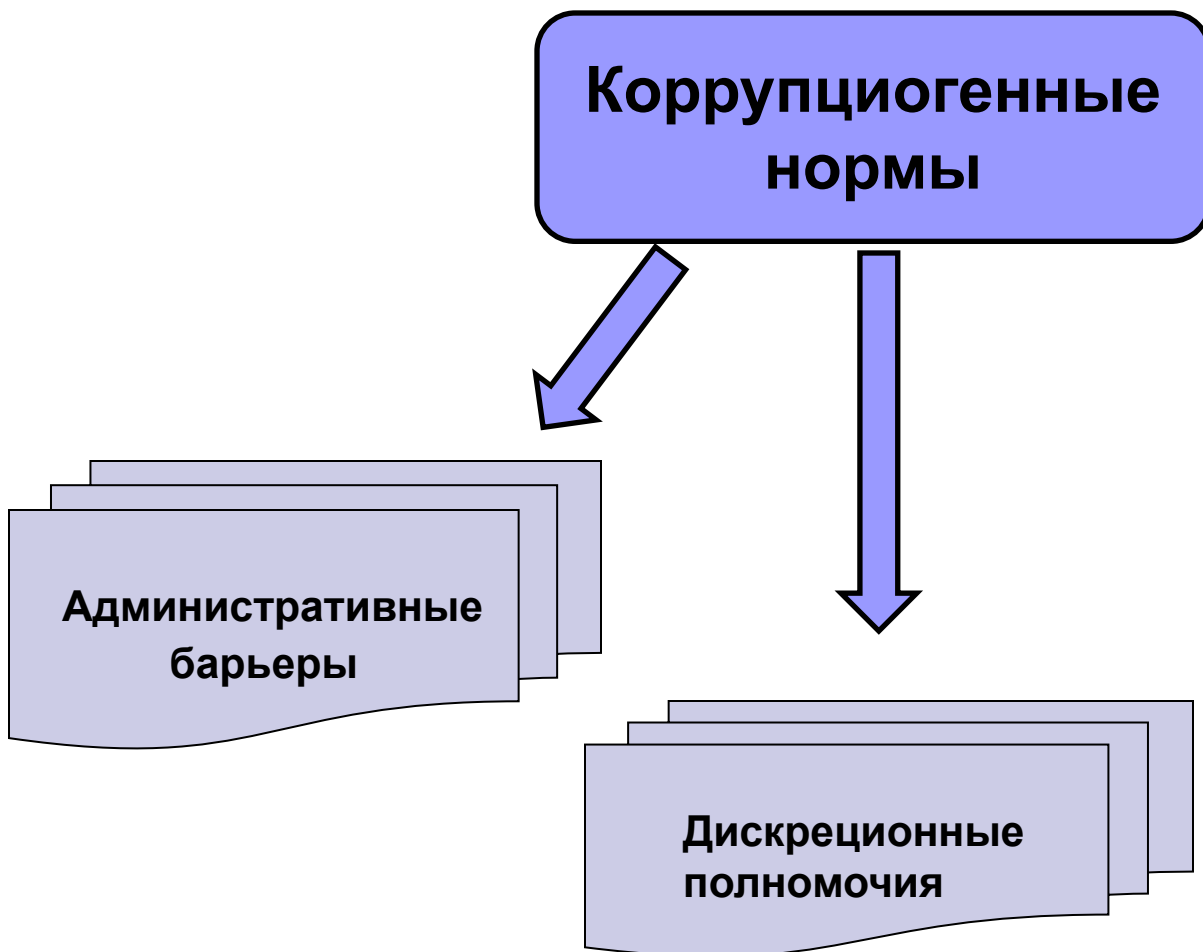 Коррупциогенные
нормы
Административные
барьеры
Дискреционные
полномочия